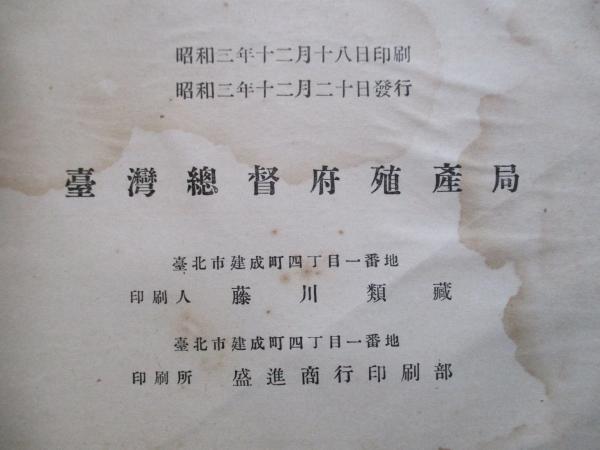 昭和三年十二月十八日印刷
昭和三年十二月二十日發行
臺灣總督府殖產局
臺北市建成町四丁目一番地
印刷人 藤川類藏
臺北市建成町四丁目一番地
印刷所 盛進商行印刷部